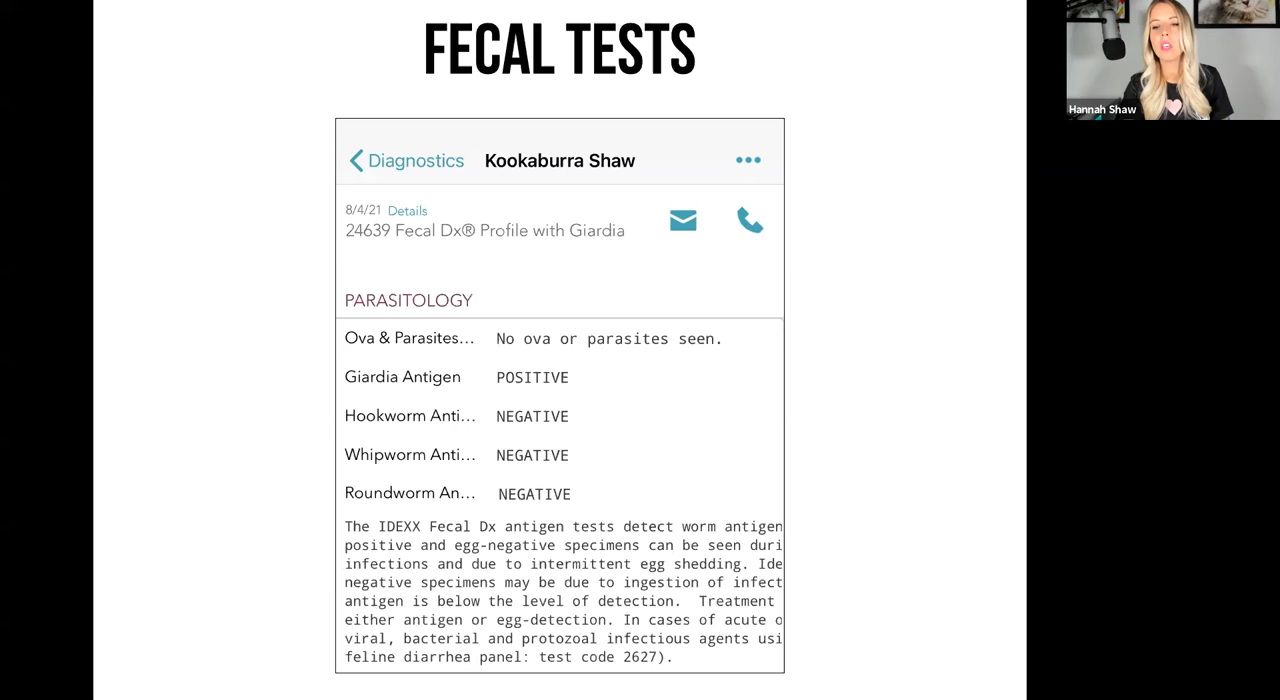 FECAL TESTS
Hannah Shaw
Diagnostics Kookaburra Shaw
8/4/21 Details
24639 Fecal Dx® Profile with Giardia
PARASITOLOGY
Ova & Parasites... No ova or parasites seen.
Giardia Antigen POSITIVE
Hookworm Anti... NEGATIVE
Whipworm Anti... NEGATIVE
Roundworm An... NEGATIVE
The IDEXX Fecal Dx antigen tests detect worm antigen
positive and egg-negative specimens can be seen duri
infections and due to intermittent egg shedding. Ide
negative specimens may be due to ingestion of infect
antigen is below the level of detection. Treatment
either antigen or egg-detection. In cases of acute o
viral, bacterial and protozoal infectious agents usi
feline diarrhea panel: test code 2627).